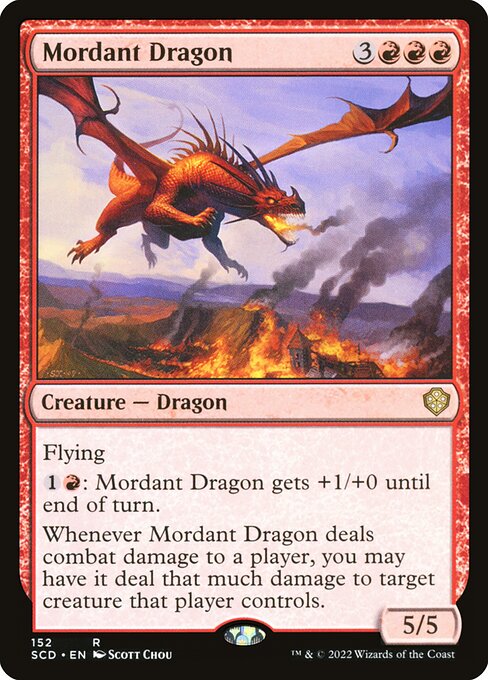 Mordant Dragon 3
Creature — Dragon
Flying
1 : Mordant Dragon gets +1/+0 until
end of turn.
Whenever Mordant Dragon deals
combat damage to a player, you may
have it deal that much damage to target
creature that player controls.
5/5
152 R
SCD • EN Scott Chou
™ & © 2022 Wizards of the Coast